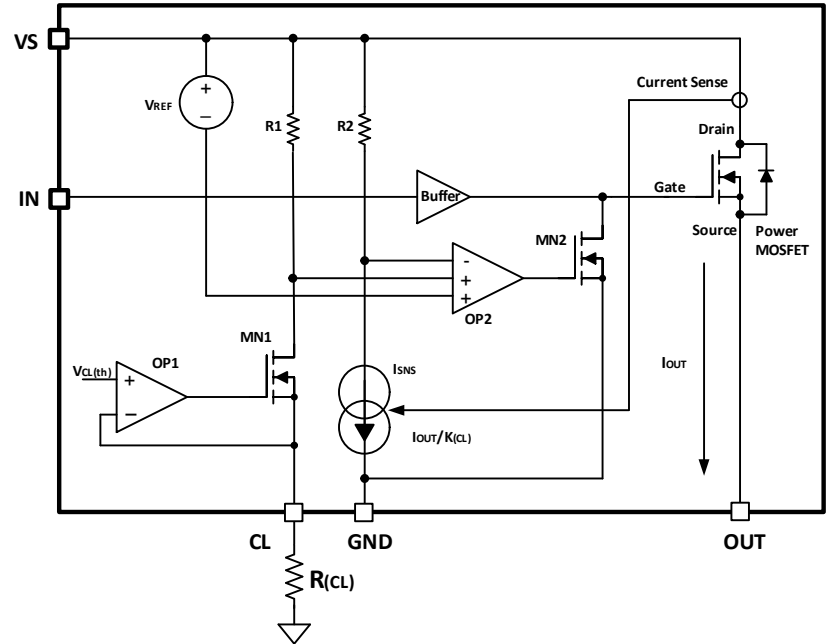 VS
Current Sense
+
VREF
−
R1
R2
Drain
IN
Buffer
Gate
MN2
Source
Power
MOSFET
-
+
+
OP2
MN1
OP1
VCL(th)
+
−
ISNS
IOUT
IOUT/K(CL)
CL
GND
OUT
R(CL)